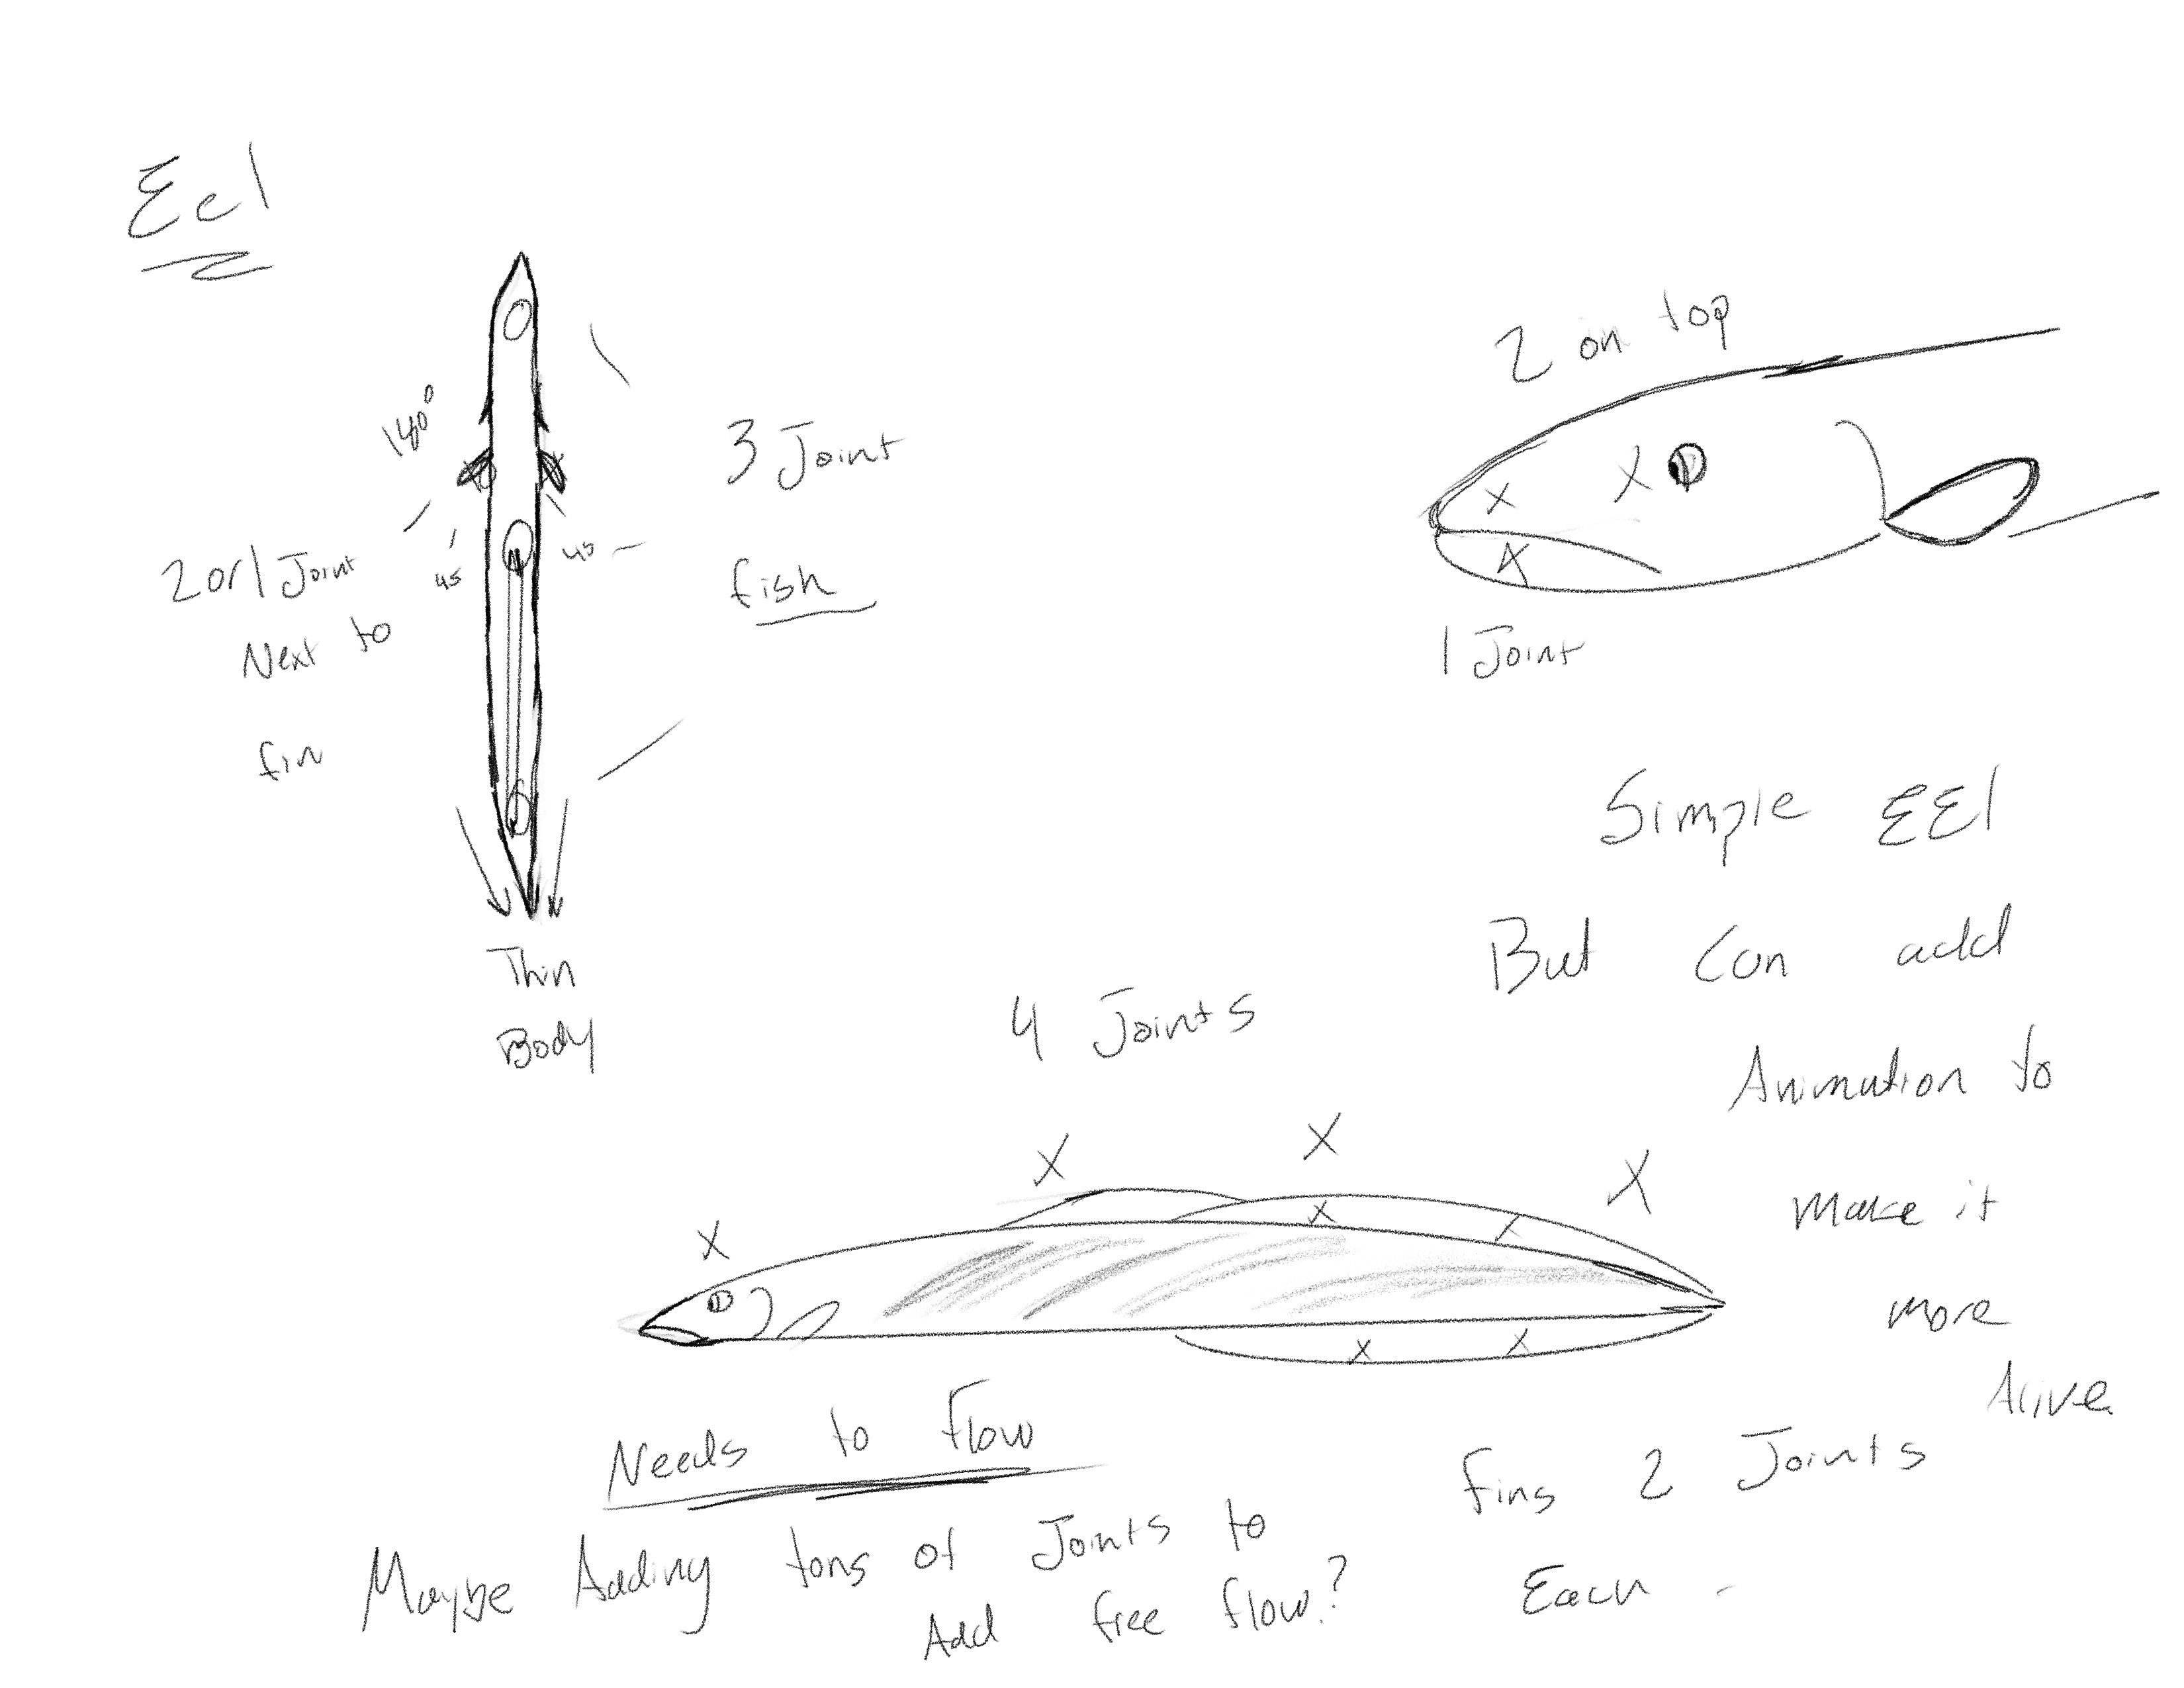 Eel
140°
45
45
2 or 1 Joint
Next to
fin
3 Joint
fish
Thin
Body
2 on top
X
X
X
1 Joint
Simple EEl
But Can add
Animation to
Make it
more
Alive
4 Joints
X
X
X
X
X
X
X
X
Needs to Flow
Maybe Adding tons of Joints to
Add free flow?
fins 2 Joints
Each -